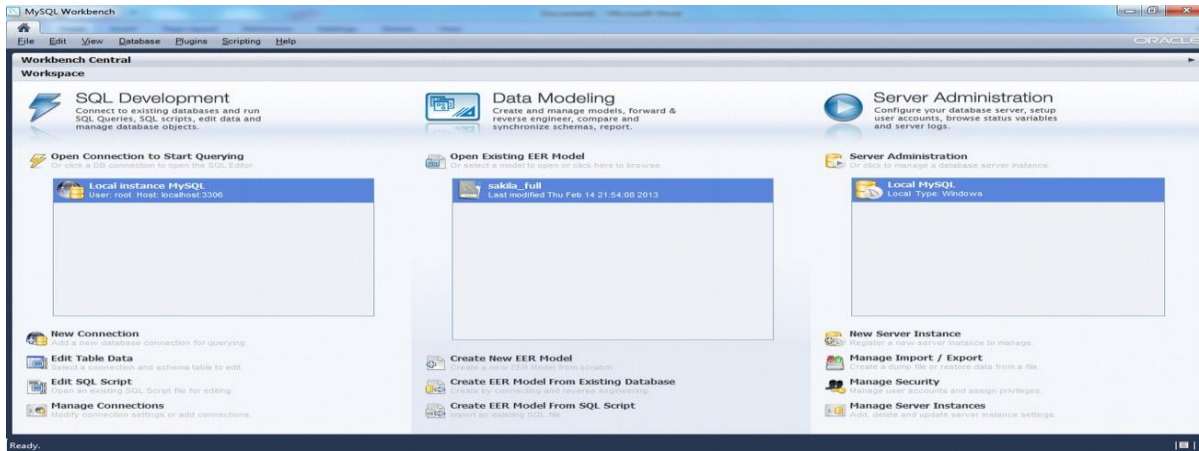 MySQL Workbench
File Edit View Database Plugins Scripting Help
ORACLE
Workbench Central
Workspace
SQL Development
Connect to existing databases and run
SQL Queries, SQL scripts, edit data and
manage database objects.
Open Connection to Start Querying
Or click a DB connection to open the SQL Editor.
Local instance MySQL
User: root Host: localhost:3306
New Connection
Add a new database connection for querying.
Edit Table Data
Select a connection and schema table to edit.
Edit SQL Script
Open an existing SQL Script file for editing.
Manage Connections
Modify connection settings or add connections.
Data Modeling
Create and manage models, forward &
reverse engineer, compare and
synchronize schemas, report.
Open Existing EER Model
Or select a model to open or click here to browse.
sakila_full
Last modified Thu Feb 14 21:54:08 2013
Create New EER Model
Create a new EER Model from scratch.
Create EER Model From Existing Database
Create by connecting and reverse engineering.
Create EER Model From SQL Script
Import an existing SQL file.
Server Administration
Configure your database server, setup
user accounts, browse status variables
and server logs.
Server Administration
Or click to manage a database server instance.
Local MySQL
Local Type: Windows
New Server Instance
Register a new server instance to manage.
Manage Import / Export
Create a dump file or restore data from a file.
Manage Security
Manage user accounts and assign privileges.
Manage Server Instances
Add, delete and update server instance settings.
Ready.